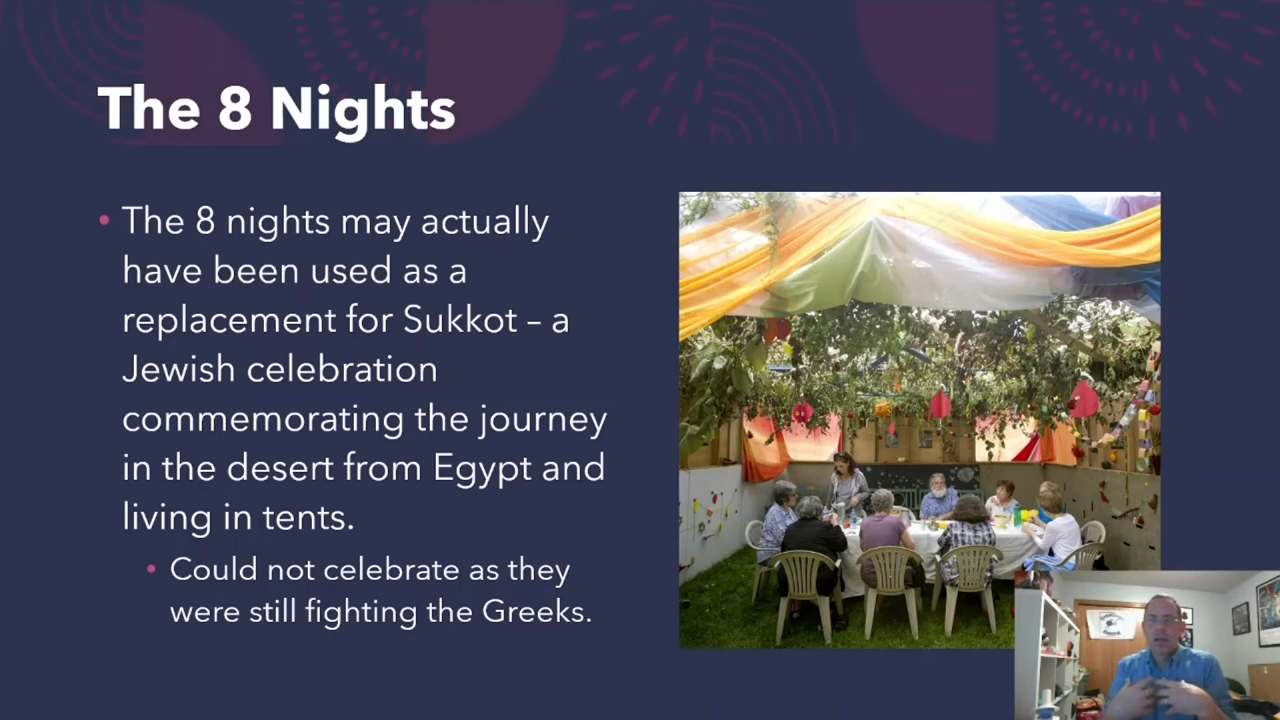 The 8 Nights
• The 8 nights may actually
have been used as a
replacement for Sukkot – a
Jewish celebration
commemorating the journey
in the desert from Egypt and
living in tents.
• Could not celebrate as they
were still fighting the Greeks.